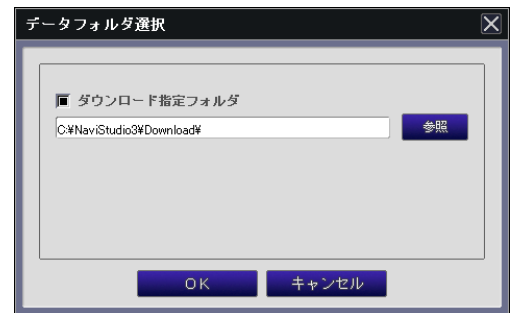 データフォルダ選択
ダウンロード指定フォルダ
C:¥NaviStudio3¥Download¥
参照
OK
キャンセル